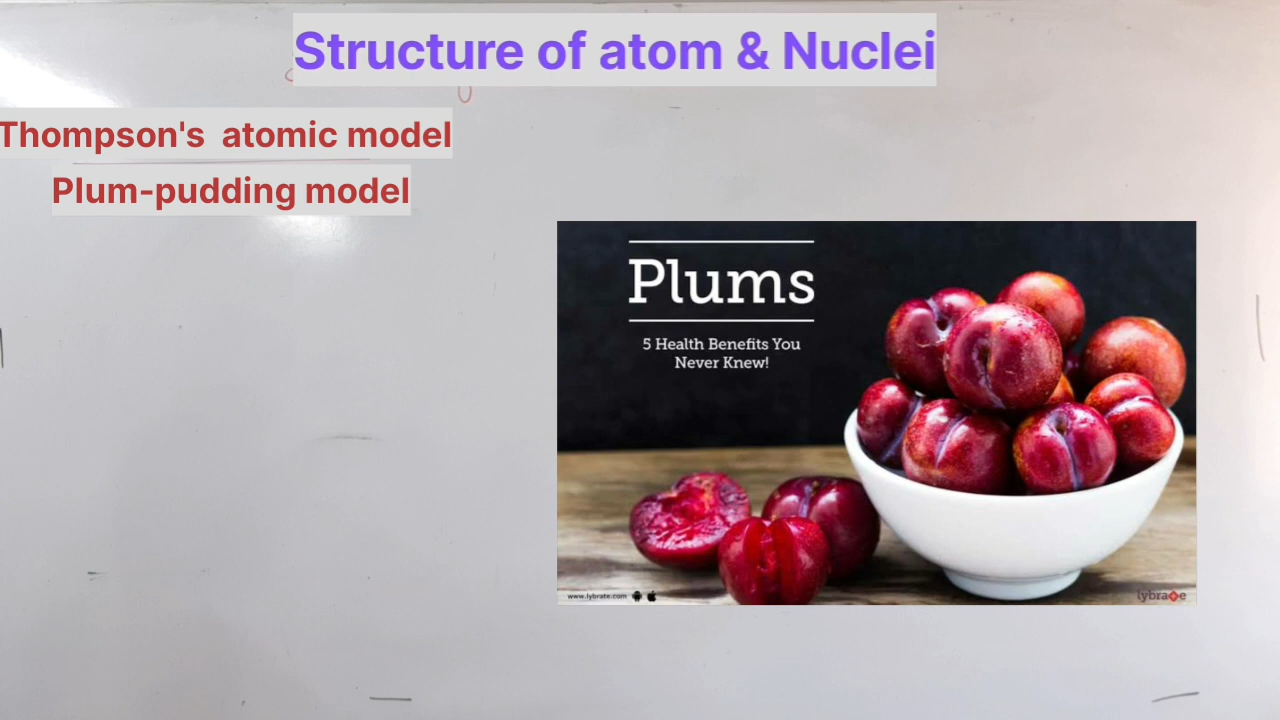 Structure of atom & Nuclei
Thompson's atomic model
Plum-pudding model
Plums
5 Health Benefits You
Never Knew!
www.lybrate.com
lybrate